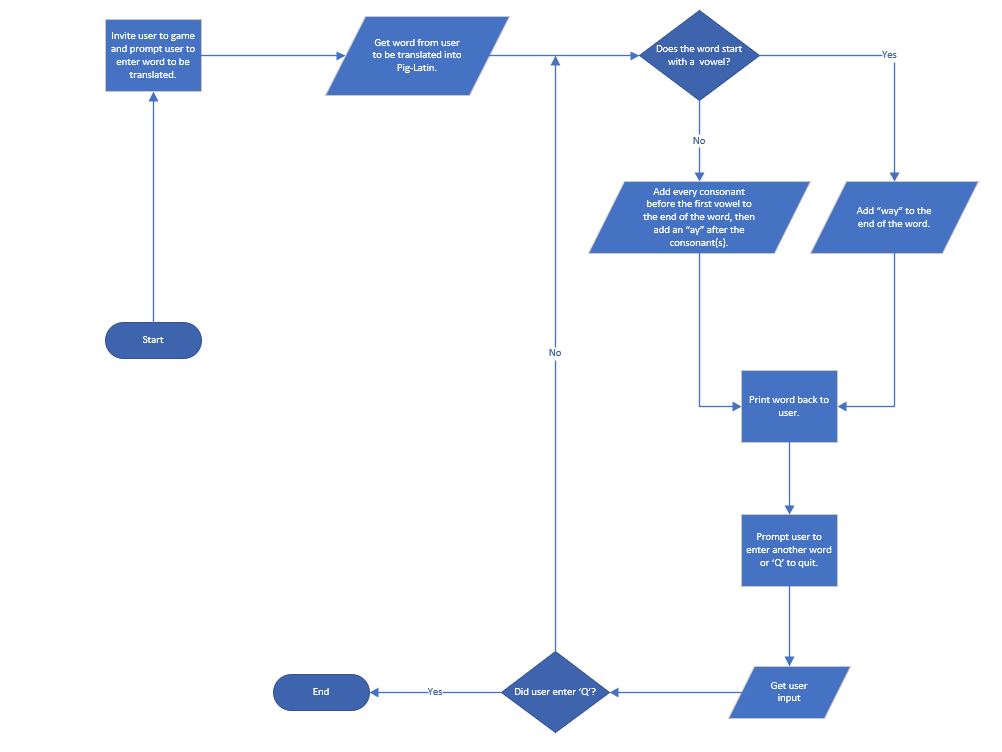 Invite user to game
and prompt user to
enter word to be
translated.
Get word from user
to be translated into
Pig-Latin.
Does the word start
with a vowel?
Yes
No
Add every consonant
before the first vowel to
the end of the word, then
add an “ay” after the
consonant(s).
Add “way” to the
end of the word.
Start
No
Print word back to
user.
Prompt user to
enter another word
or ‘Q’ to quit.
Get user
input
Did user enter ‘Q’?
Yes
End